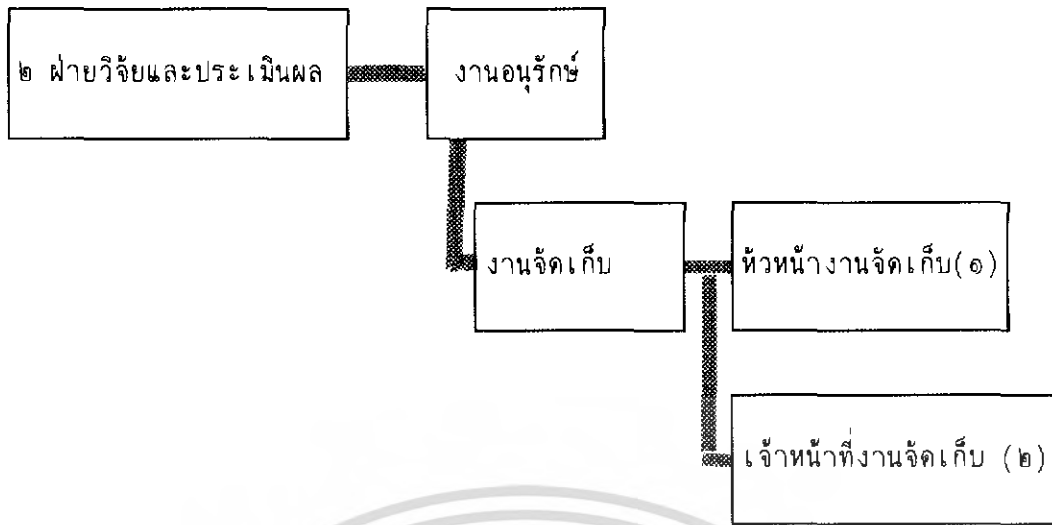 ๒ ฝ่ายวิจัยและประเมินผล
งานอนุรักษ์
งานจัดเก็บ
หัวหน้างานจัดเก็บ(๑)
เจ้าหน้าที่งานจัดเก็บ (๒)